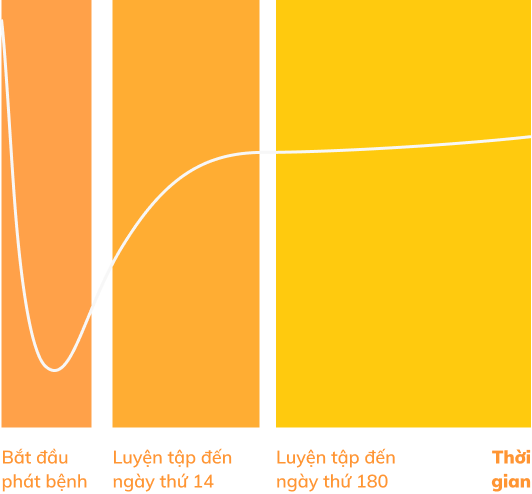 Bắt đầu
phát bệnh
Luyện tập đến
ngày thứ 14
Luyện tập đến
ngày thứ 180
Thời
gian